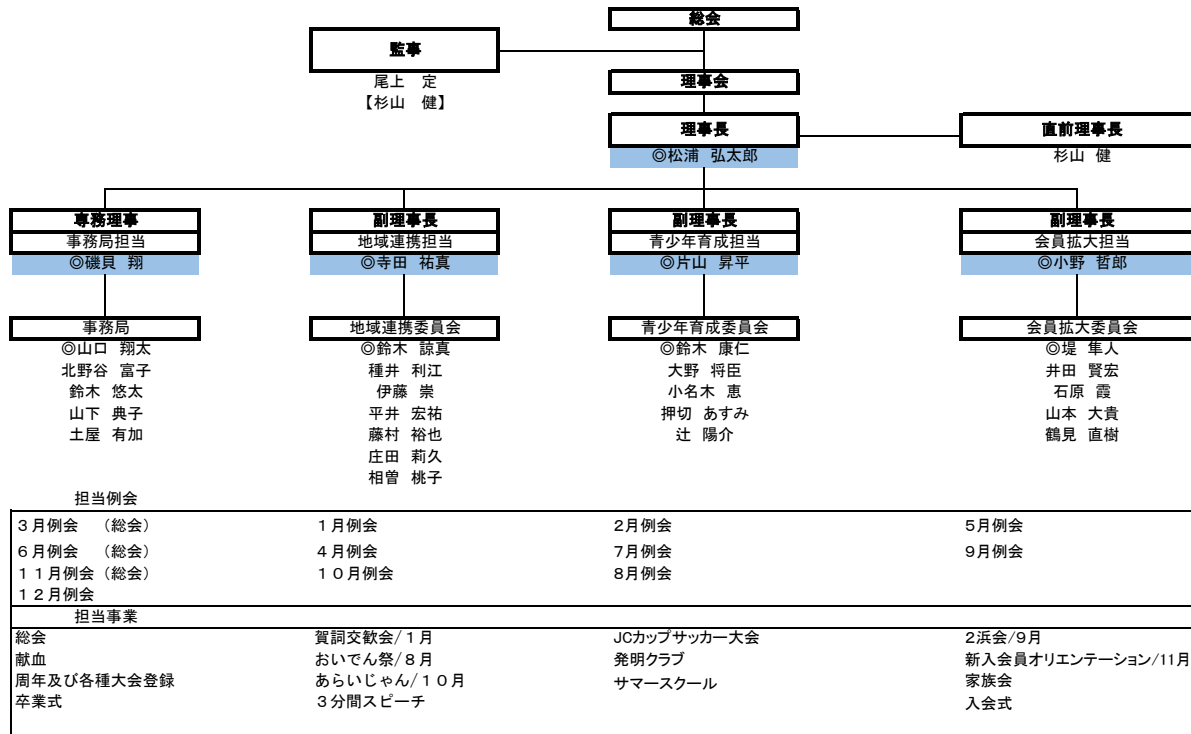 総会
監事
尾上　定
【杉山　健】
理事会
理事長
◎松浦　弘太郎
直前理事長
杉山　健
専務理事
事務局担当
◎磯貝　翔
副理事長
地域連携担当
◎寺田　祐真
副理事長
青少年育成担当
◎片山　昇平
副理事長
会員拡大担当
◎小野　哲郎
事務局
◎山口　翔太
北野谷　富子
鈴木　悠太
山下　典子
土屋　有加
地域連携委員会
◎鈴木　諒真
種井　利江
伊藤　崇
平井　宏祐
藤村　裕也
庄田　莉久
相曽　桃子
青少年育成委員会
◎鈴木　康仁
大野　将臣
小名木　恵
押切　あすみ
辻　陽介
会員拡大委員会
◎堤　隼人
井田　賢宏
石原　霞
山本　大貴
鶴見　直樹
担当例会
３月例会　（総会）
６月例会　（総会）
１１月例会（総会）
１２月例会
１月例会
４月例会
１０月例会
2月例会
7月例会
8月例会
5月例会
9月例会
担当事業
総会
献血
周年及び各種大会登録
卒業式
賀詞交歓会/１月
おいでん祭/８月
あらいじゃん/１０月
３分間スピーチ
JCカップサッカー大会
発明クラブ
サマースクール
2浜会/9月
新入会員オリエンテーション/11月
家族会
入会式